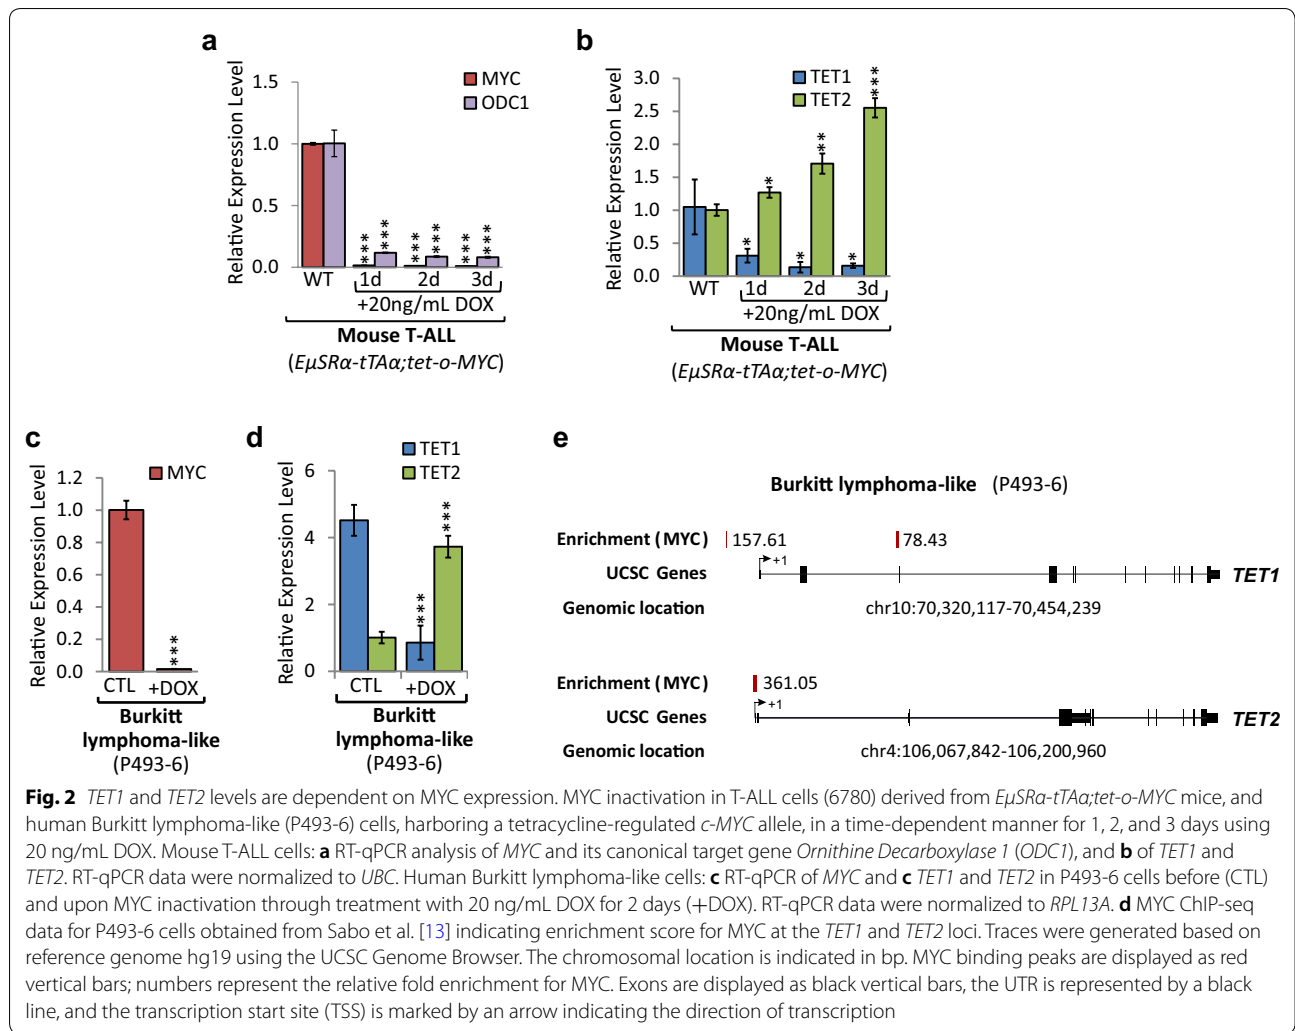 a
Relative Expression Level
1.5
1.0
0.5
0.0
MYC
ODC1
***
***
***
***
***
***
WT
1d 2d 3d
+20ng/mL DOX
Mouse T-ALL
(EμSRα-tTAα;tet-o-MYC)
b
Relative Expression Level
3.0
2.5
2.0
1.5
1.0
0.5
0.0
TET1
TET2
*
*
*
**
*
***
WT
1d 2d 3d
+20ng/mL DOX
Mouse T-ALL
(EμSRα-tTAα;tet-o-MYC)
c
Relative Expression Level
1.2
1.0
0.8
0.6
0.4
0.2
0.0
MYC
***
CTL +DOX
Burkitt
lymphoma-like
(P493-6)
d
Relative Expression Level
6
4
2
0
TET1
TET2
***
***
CTL +DOX
Burkitt
lymphoma-like
(P493-6)
e
Burkitt lymphoma-like (P493-6)
Enrichment (MYC) 157.61 78.43
+1
UCSC Genes TET1
Genomic location chr10:70,320,117-70,454,239
Enrichment (MYC) 361.05
+1
UCSC Genes TET2
Genomic location chr4:106,067,842-106,200,960
Fig. 2 TET1 and TET2 levels are dependent on MYC expression. MYC inactivation in T-ALL cells (6780) derived from EμSRα-tTAα;tet-o-MYC mice, and
human Burkitt lymphoma-like (P493-6) cells, harboring a tetracycline-regulated c-MYC allele, in a time-dependent manner for 1, 2, and 3 days using
20 ng/mL DOX. Mouse T-ALL cells: a RT-qPCR analysis of MYC and its canonical target gene Ornithine Decarboxylase 1 (ODC1), and b of TET1 and
TET2. RT-qPCR data were normalized to UBC. Human Burkitt lymphoma-like cells: c RT-qPCR of MYC and c TET1 and TET2 in P493-6 cells before (CTL)
and upon MYC inactivation through treatment with 20 ng/mL DOX for 2 days (+DOX). RT-qPCR data were normalized to RPL13A. d MYC ChIP-seq
data for P493-6 cells obtained from Sabo et al. [13] indicating enrichment score for MYC at the TET1 and TET2 loci. Traces were generated based on
reference genome hg19 using the UCSC Genome Browser. The chromosomal location is indicated in bp. MYC binding peaks are displayed as red
vertical bars; numbers represent the relative fold enrichment for MYC. Exons are displayed as black vertical bars, the UTR is represented by a black
line, and the transcription start site (TSS) is marked by an arrow indicating the direction of transcription